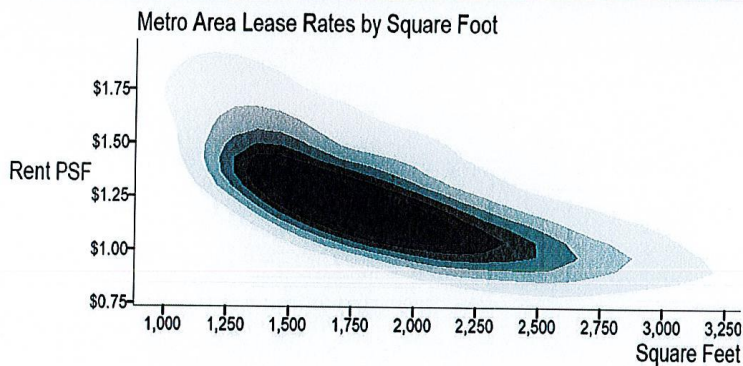 Metro Area Lease Rates by Square Foot
$1.75
$1.50
Rent PSF
$1.25
$1.00
$0.75
1,000 1,250 1,500 1,750 2,000 2,250 2,500 2,750 3,000 3,250
Square Feet